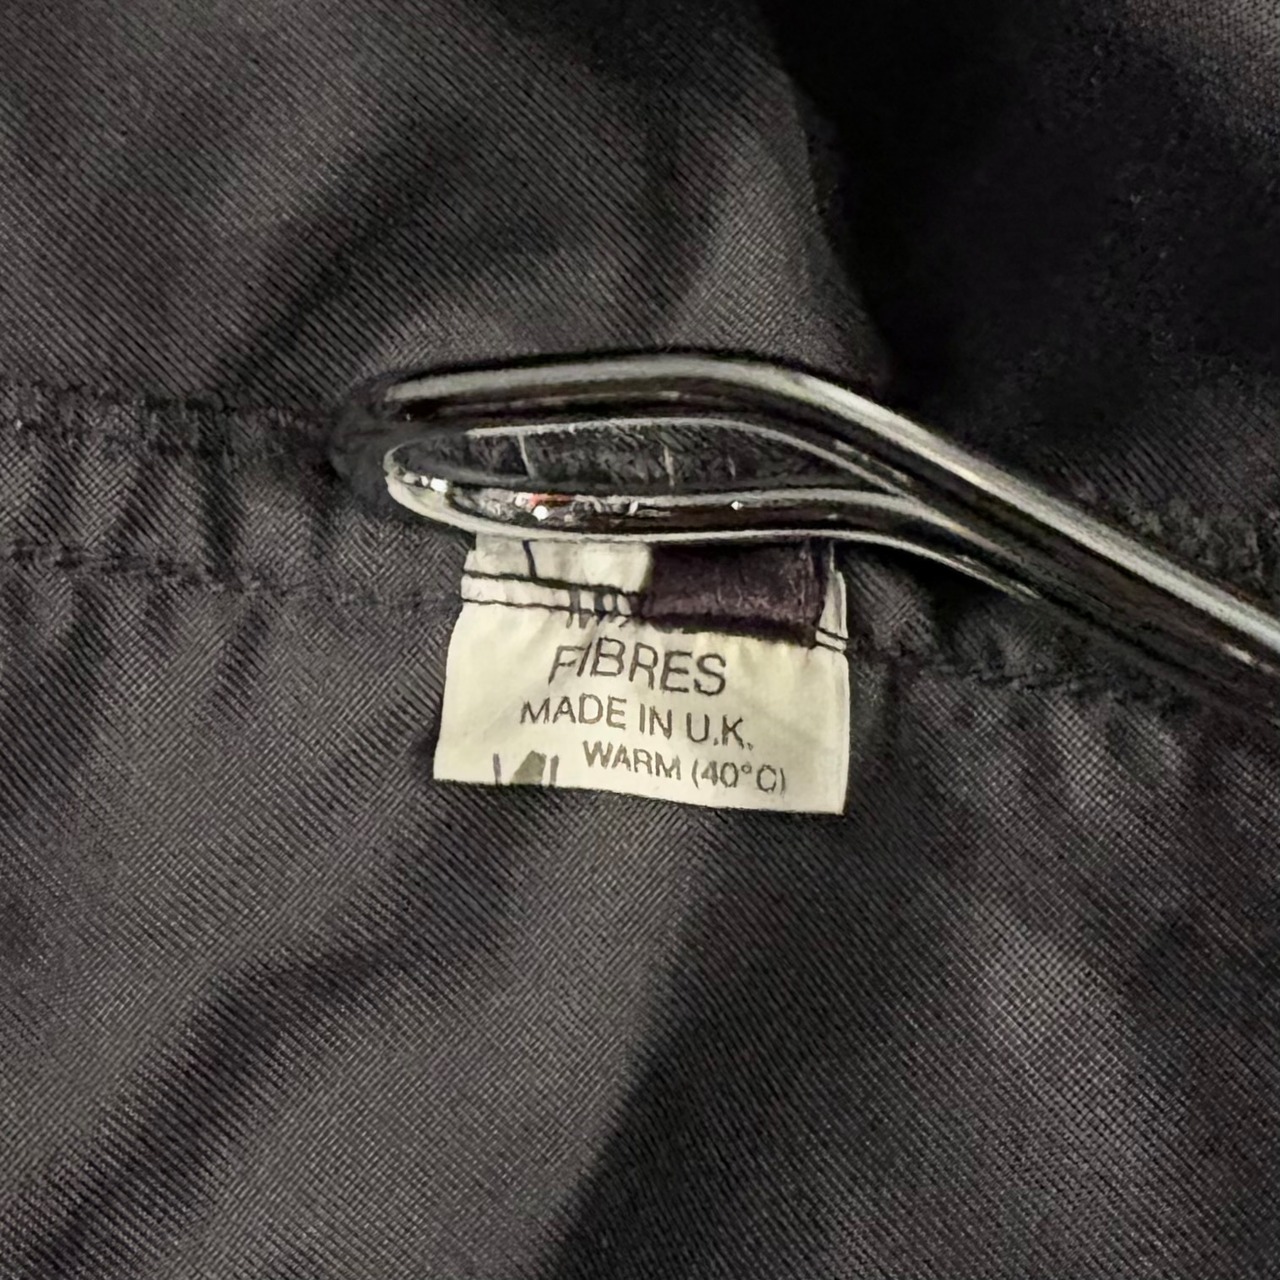 FIBRES
MADE IN U.K.
WARM (40°C)